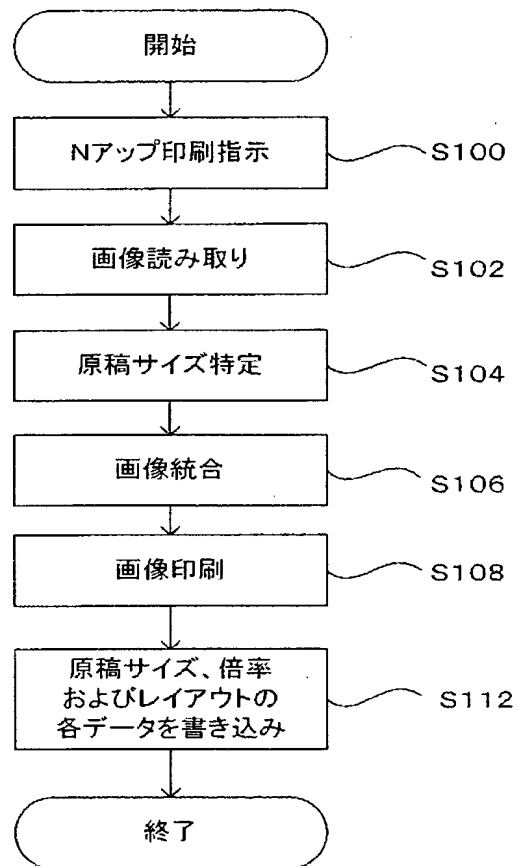 開始
Nアップ印刷指示
S100
画像読み取り
S102
原稿サイズ特定
S104
画像統合
S106
画像印刷
S108
原稿サイズ、倍率
およびレイアウトの
各データを書き込み
S112
終了